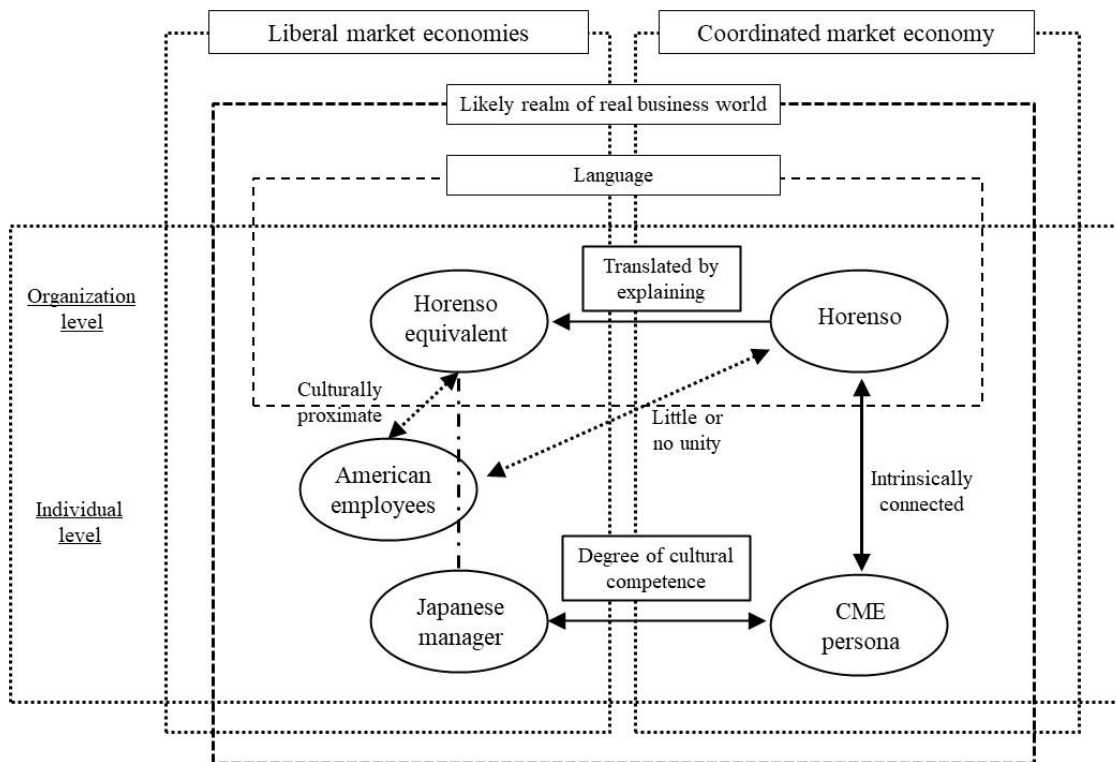 Liberal market economies
Coordinated market economy
Likely realm of real business world
Language
Translated by
explaining
Organization
level
Horenso
equivalent
Horenso
Culturally
proximate
Little or
no unity
American
employees
Intrinsically
connected
Individual
level
Degree of cultural
competence
Japanese
manager
CME
persona